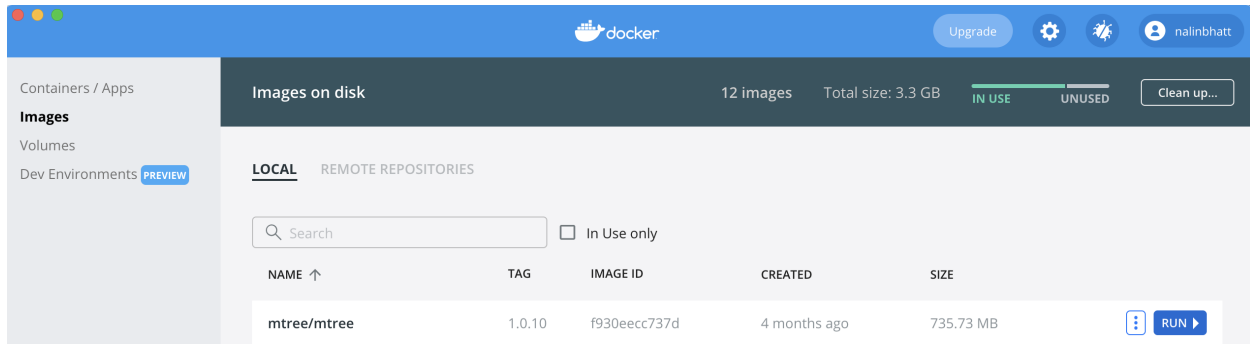 docker
Upgrade
nalinbhatt
Containers / Apps
Images
Volumes
Dev Environments PREVIEW
Images on disk
12 images Total size: 3.3 GB IN USE UNUSED Clean up...
LOCAL REMOTE REPOSITORIES
Search In Use only
NAME TAG IMAGE ID CREATED SIZE
mtree/mtree 1.0.10 f930eecc737d 4 months ago 735.73 MB RUN